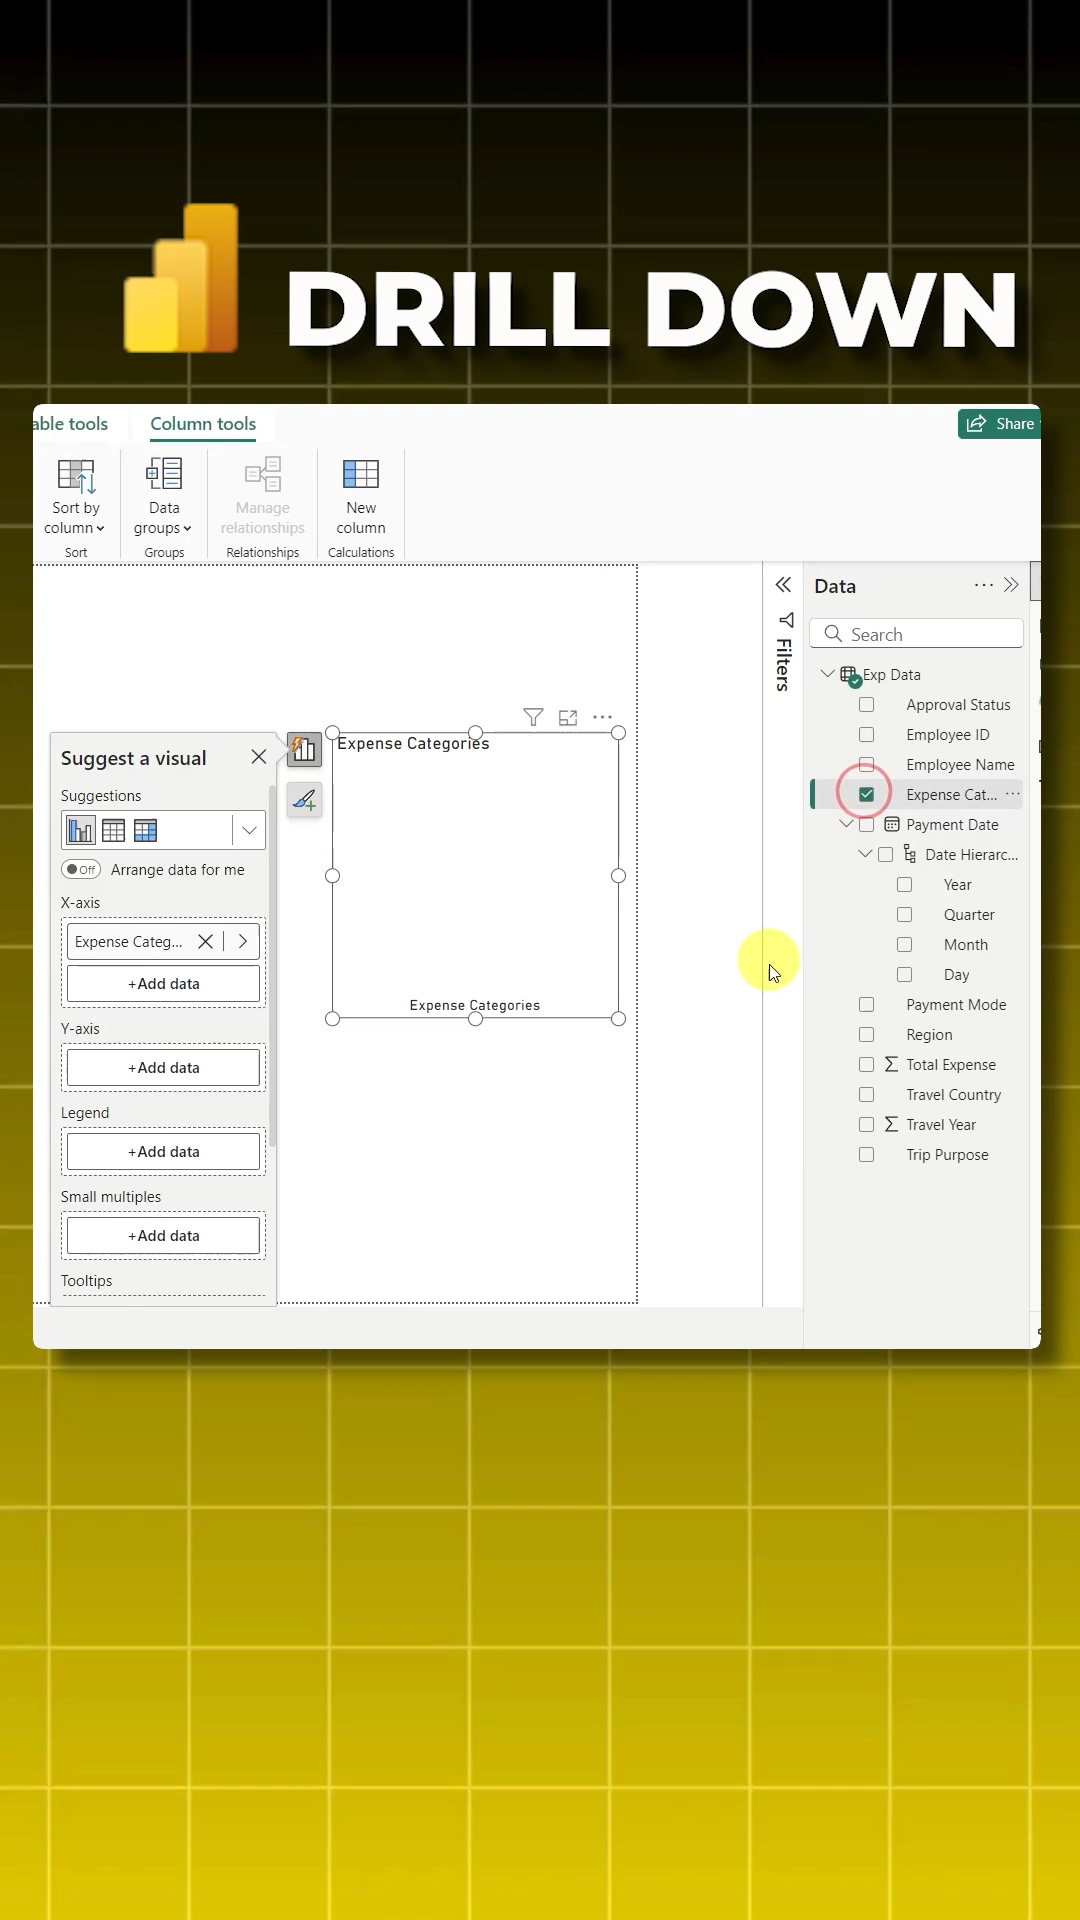 DRILL DOWN
able tools
Column tools
Share
Sort by
column
Data
groups
Manage
relationships
New
column
Sort
Groups
Relationships
Calculations
Data
Search
Filters
Exp Data
Approval Status
Employee ID
Employee Name
Expense Cat...
Payment Date
Date Hierarc...
Year
Quarter
Month
Day
Payment Mode
Region
Total Expense
Travel Country
Travel Year
Trip Purpose
Suggest a visual
Suggestions
Off
Arrange data for me
X-axis
Expense Categ...
+Add data
Y-axis
+Add data
Legend
+Add data
Small multiples
+Add data
Tooltips
Expense Categories
Expense Categories